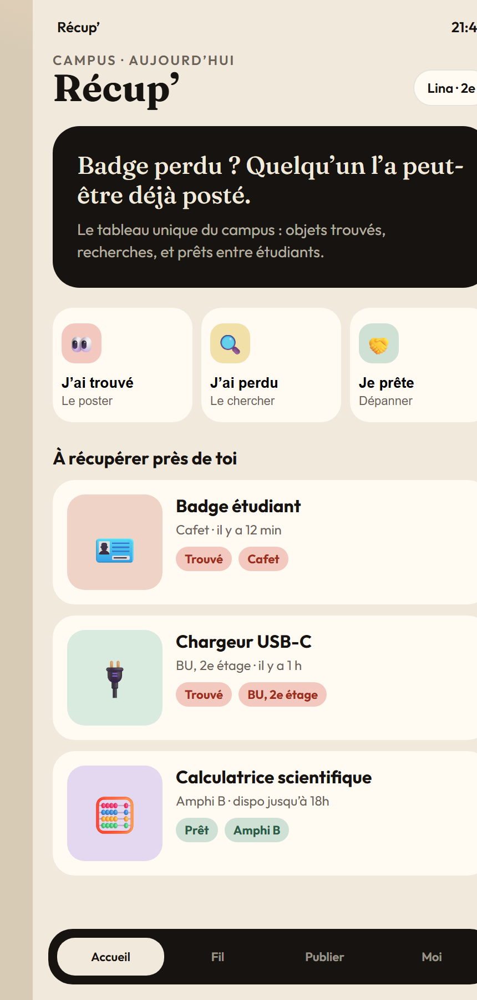 Récup’
21:4
CAMPUS · AUJOURD’HUI
Récup’
Lina · 2e
Badge perdu ? Quelqu’un l’a peut-
être déjà posté.
Le tableau unique du campus : objets trouvés,
recherches, et prêts entre étudiants.
J’ai trouvé
Le poster
J’ai perdu
Le chercher
Je prête
Dépanner
À récupérer près de toi
Badge étudiant
Cafet · il y a 12 min
Trouvé
Cafet
Chargeur USB-C
BU, 2e étage · il y a 1 h
Trouvé
BU, 2e étage
Calculatrice scientifique
Amphi B · dispo jusqu’à 18h
Prêt
Amphi B
Accueil
Fil
Publier
Moi